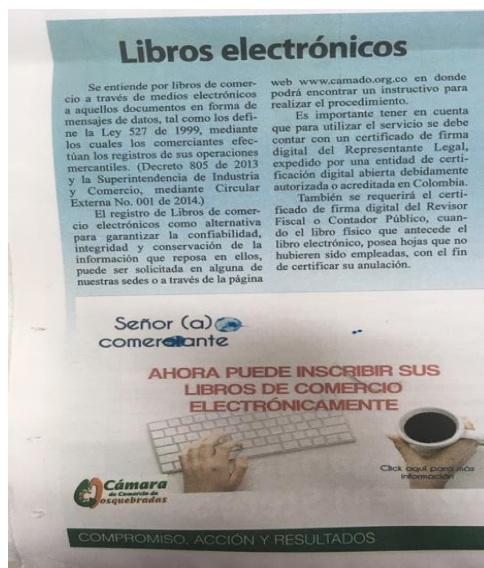 Libros electrónicos
Se entiende por libros de comer-
cio a través de medios electrónicos
a aquellos documentos en forma de
mensajes de datos, tal como los defi-
ne la Ley 527 de 1999, mediante
los cuales los comerciantes efec-
túan los registros de sus operaciones
mercantiles. (Decreto 805 de 2013
y la Superintendencia de Industria
y Comercio, mediante Circular
Externa No. 001 de 2014.)
El registro de Libros de comer-
cio electrónicos como alternativa
para garantizar la confiabilidad,
integridad y conservación de la
información que reposa en ellos,
puede ser solicitada en alguna de
nuestras sedes o a través de la página
web www.camado.org.co en donde
podrá encontrar un instructivo para
realizar el procedimiento.
Es importante tener en cuenta
que para utilizar el servicio se debe
contar con un certificado de firma
digital del Representante Legal,
expedido por una entidad de certi-
ficación digital abierta debidamente
autorizada o acreditada en Colombia.
También se requerirá el certi-
ficado de firma digital del Revisor
Fiscal o Contador Público, cuan-
do el libro físico que antecede el
libro electrónico, posea hojas que no
hubieren sido empleadas, con el fin
de certificar su anulación.
Señor (a)
comerciante
AHORA PUEDE INSCRIBIR SUS
LIBROS DE COMERCIO
ELECTRÓNICAMENTE
Click aquí para más
información
Cámara
de Comercio de
osquebradas
COMPROMISO, ACCIÓN Y RESULTADOS